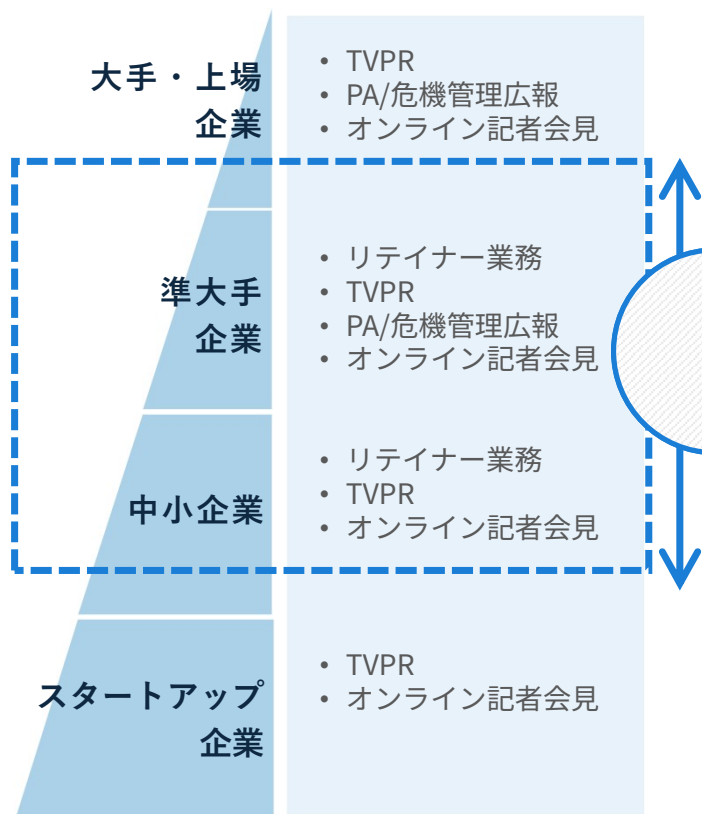 大手・上場
企業
• TVPR
• PA/危機管理広報
• オンライン記者会見
準大手
企業
• リテイナー業務
• TVPR
• PA/危機管理広報
• オンライン記者会見
中小企業
• リテイナー業務
• TVPR
• オンライン記者会見
スタートアップ
企業
• TVPR
• オンライン記者会見